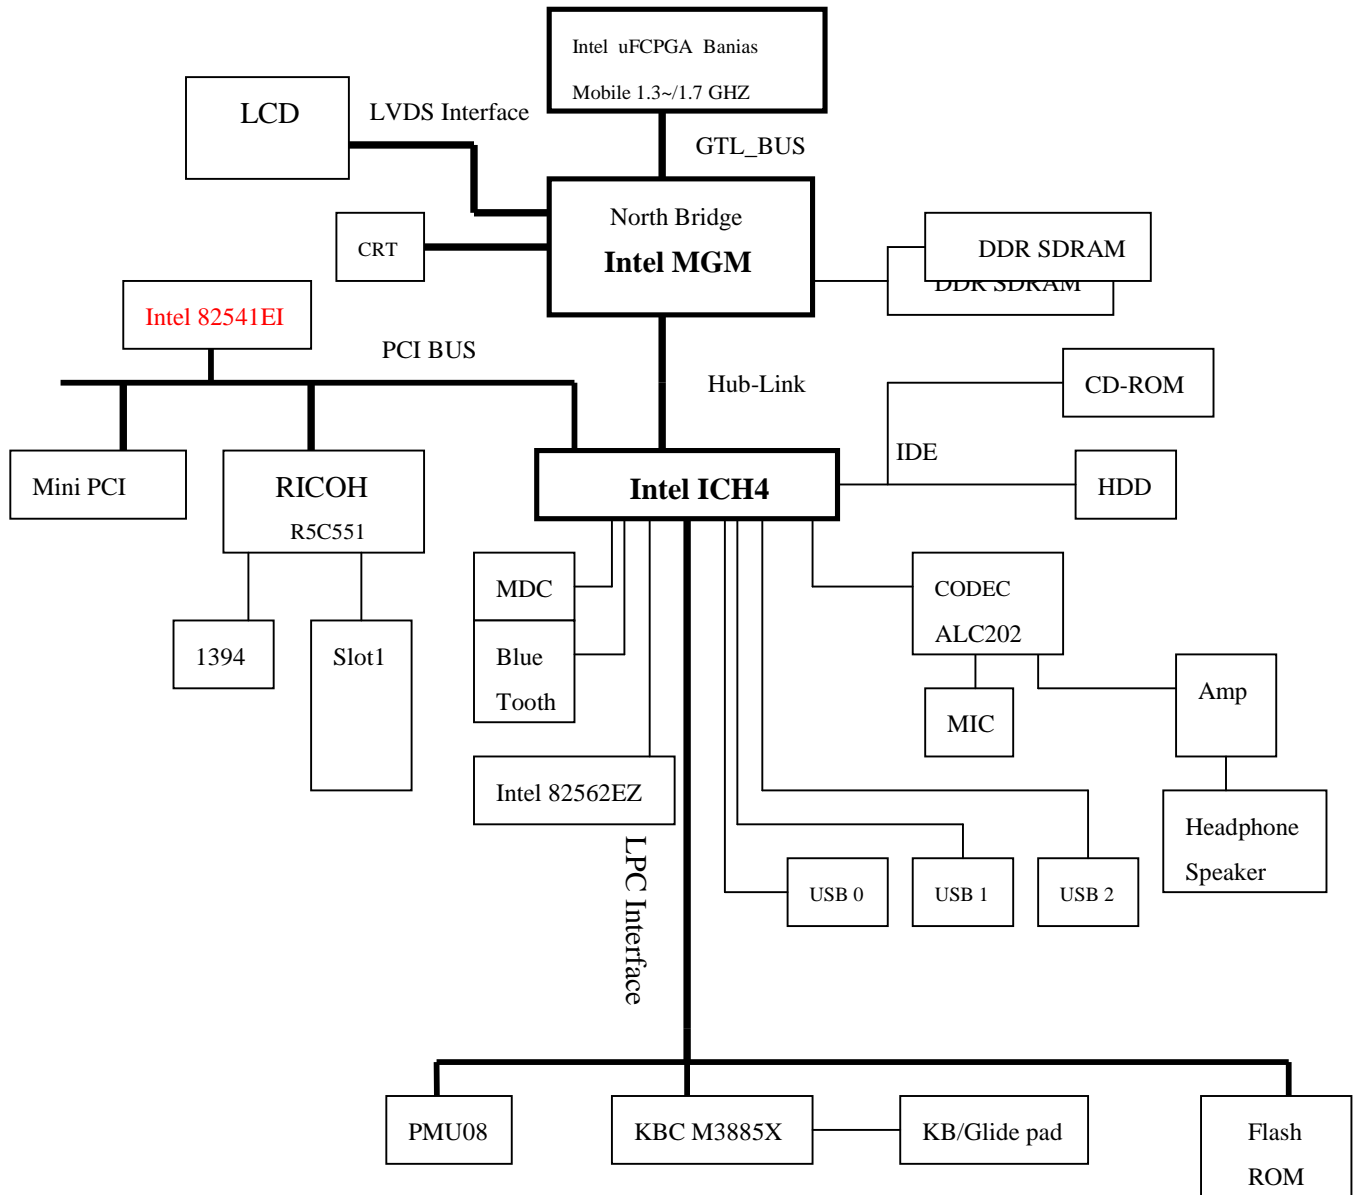 Intel uFCPGA Banias
Mobile 1.3~/1.7 GHZ
LCD
LVDS Interface
GTL_BUS
North Bridge
Intel MGM
CRT
DDR SDRAM
DDR SDRAM
Intel 82541EI
PCI BUS
Hub-Link
CD-ROM
IDE
Mini PCI
RICOH
R5C551
Intel ICH4
HDD
MDC
CODEC
ALC202
1394
Slot1
Blue
Tooth
MIC
Amp
Intel 82562EZ
Headphone
Speaker
LPC Interface
USB 0
USB 1
USB 2
PMU08
KBC M3885X
KB/Glide pad
Flash
ROM